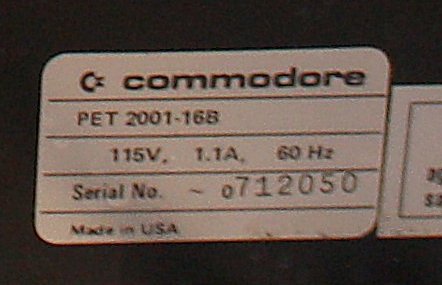 commodore
PET 2001-16B
115V, 1.1A, 60 Hz
Serial No. ~ 0712050
Made in USA